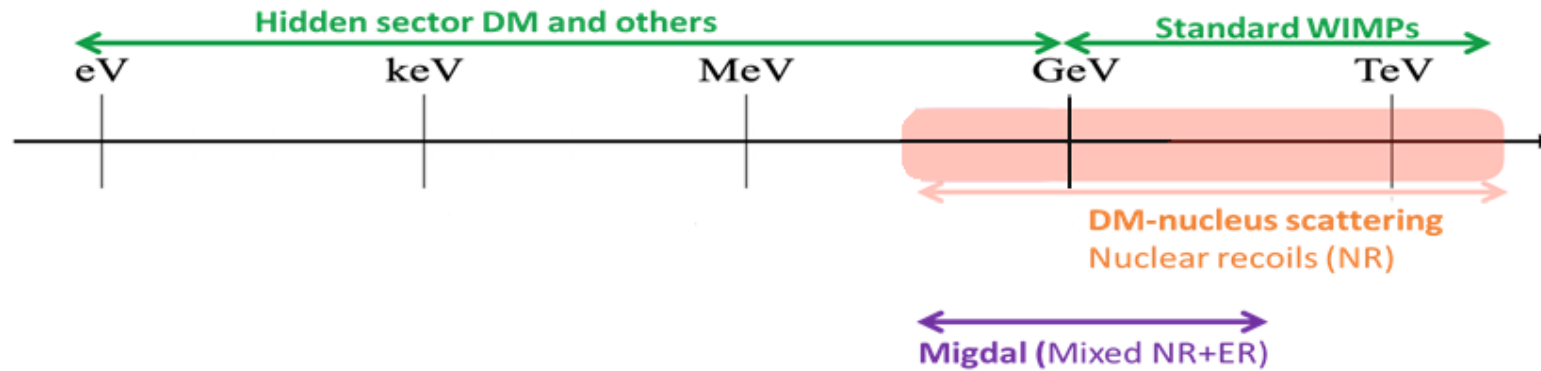 Hidden sector DM and others
Standard WIMPs
eV keV MeV GeV TeV
DM-nucleus scattering
Nuclear recoils (NR)
Migdal (Mixed NR+ER)